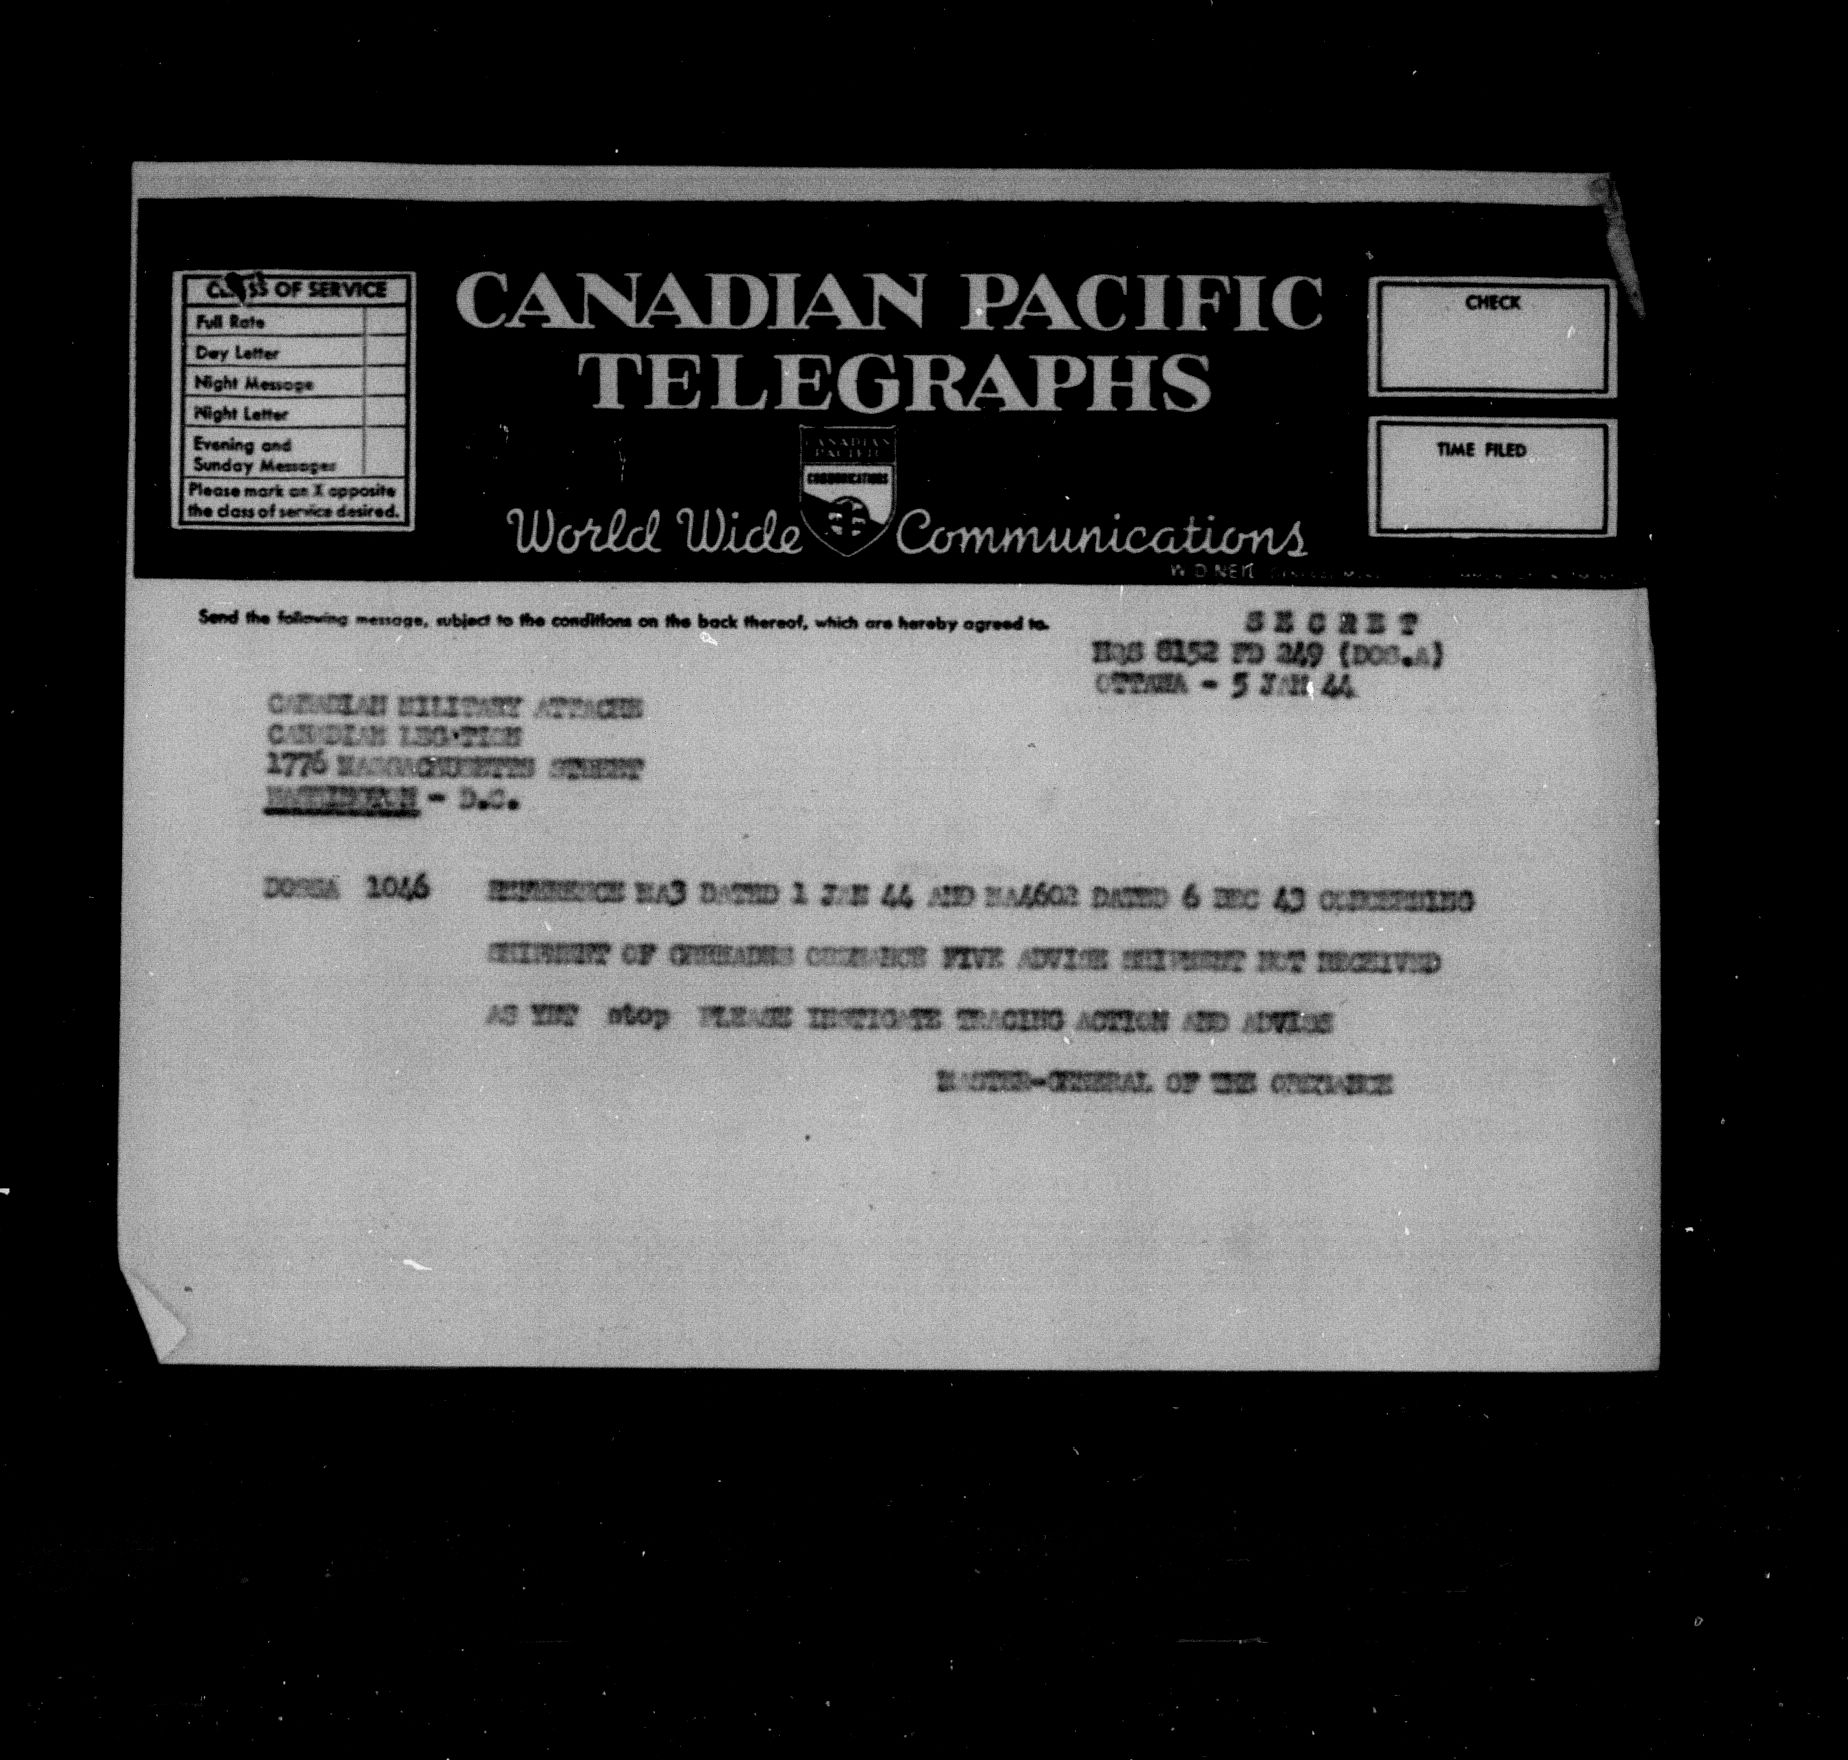 CLASS OF SERVICE
Full Rate
Day Letter
Night Message
Night Letter
Evening and
Sunday Messages
Please mark an X opposite
the class of service desired.
CANADIAN PACIFIC
TELEGRAPHS
CANADIAN
PACIFIC
COMMUNICATIONS
World Wide Communications
CHECK
TIME FILED
W. D. NEIL
Send the following message, subject to the conditions on the back thereof, which are hereby agreed to.
S E C R E T
HQS 8152 FD 249 (DOS.A)
OTTAWA - 5 JAN 44
CANADIAN MILITARY ATTACHE
CANADIAN LEGATION
1776 MASSACHUSETTS STREET
WASHINGTON - D.C.
DOSSA 1046 REFERENCE MA3 DATED 1 JAN 44 AND MA4602 DATED 6 DEC 43 CONCERNING
SHIPMENT OF GRENADES ORDNANCE FIVE ADVISE SHIPMENT NOT RECEIVED
AS YET stop PLEASE INSTIGATE TRACING ACTION AND ADVISE
MASTER-GENERAL OF THE ORDNANCE